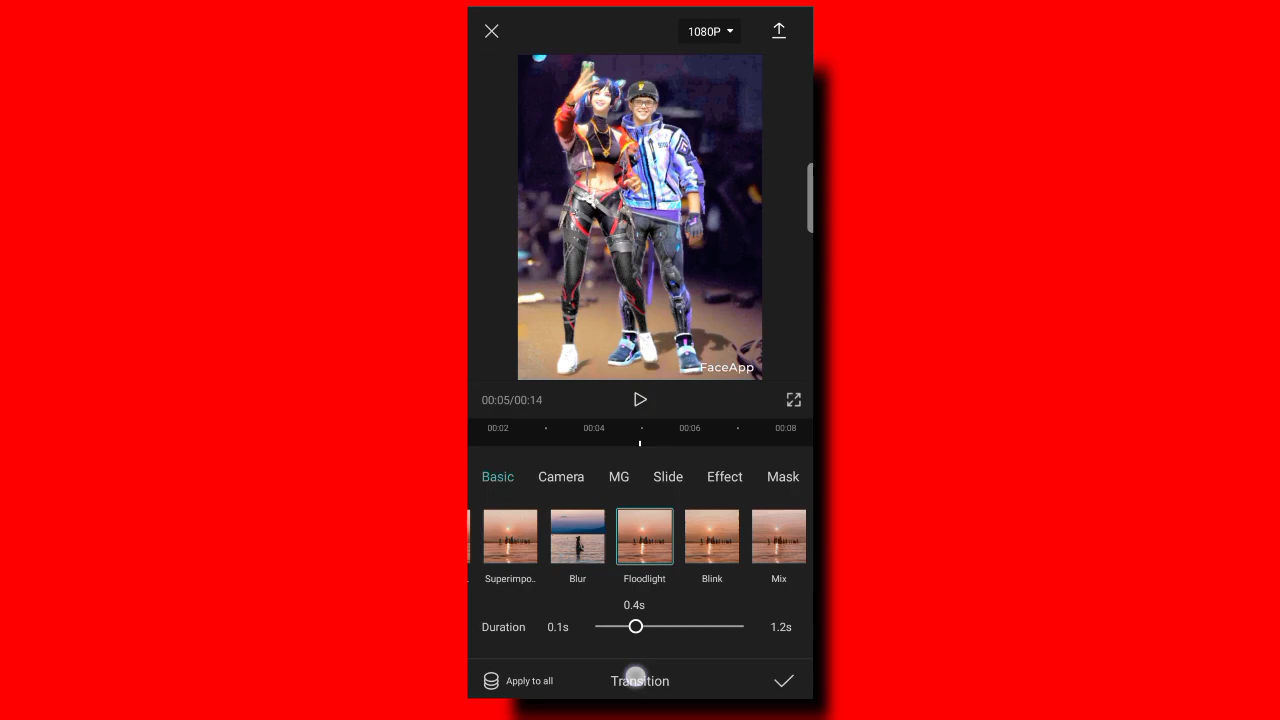 1080P
FaceApp
00:05/00:14
00:02 00:04 00:06 00:08
Basic Camera MG Slide Effect Mask
Superimpo.. Blur Floodlight Blink Mix
0.4s
Duration 0.1s 1.2s
Apply to all Transition